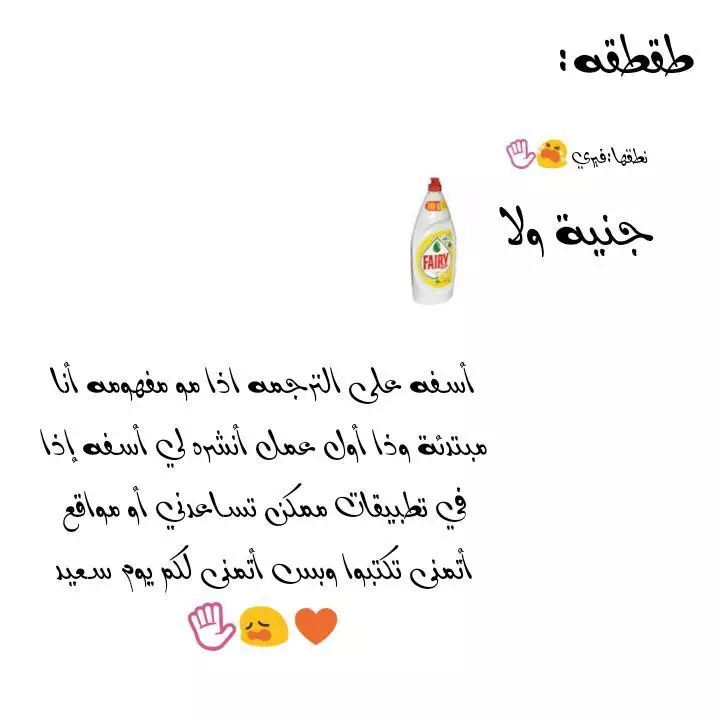 طقطقه:
نطقها:فيري 😭✋
جنية ولا
FAIRY
أسفه على الترجمه اذا مو مفهومه أنا
مبتدئة وذا أول عمل أنشره لي أسفه إذا
في تطبيقات ممكن تساعدني أو مواقع
أتمنى تكتبوا وبس أتمنى لكم يوم سعيد
❤😩✋